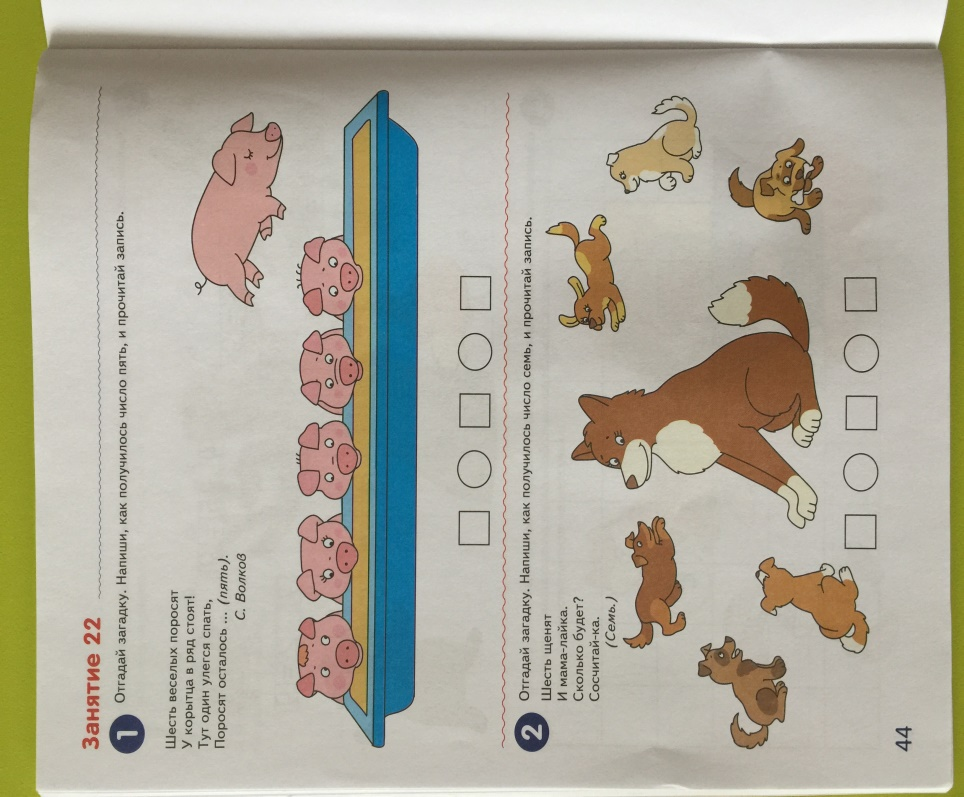 Занятие 22
1 Отгадай загадку. Напиши, как получилось число пять, и прочитай запись.
Шесть веселых поросят
У корытца в ряд стоят!
Тут один улегся спать,
Поросят осталось ... (пять).
С. Волков
2 Отгадай загадку. Напиши, как получилось число семь, и прочитай запись.
Шесть щенят
И мама-лайка.
Сколько будет?
Сосчитай-ка.
(Семь.)
44